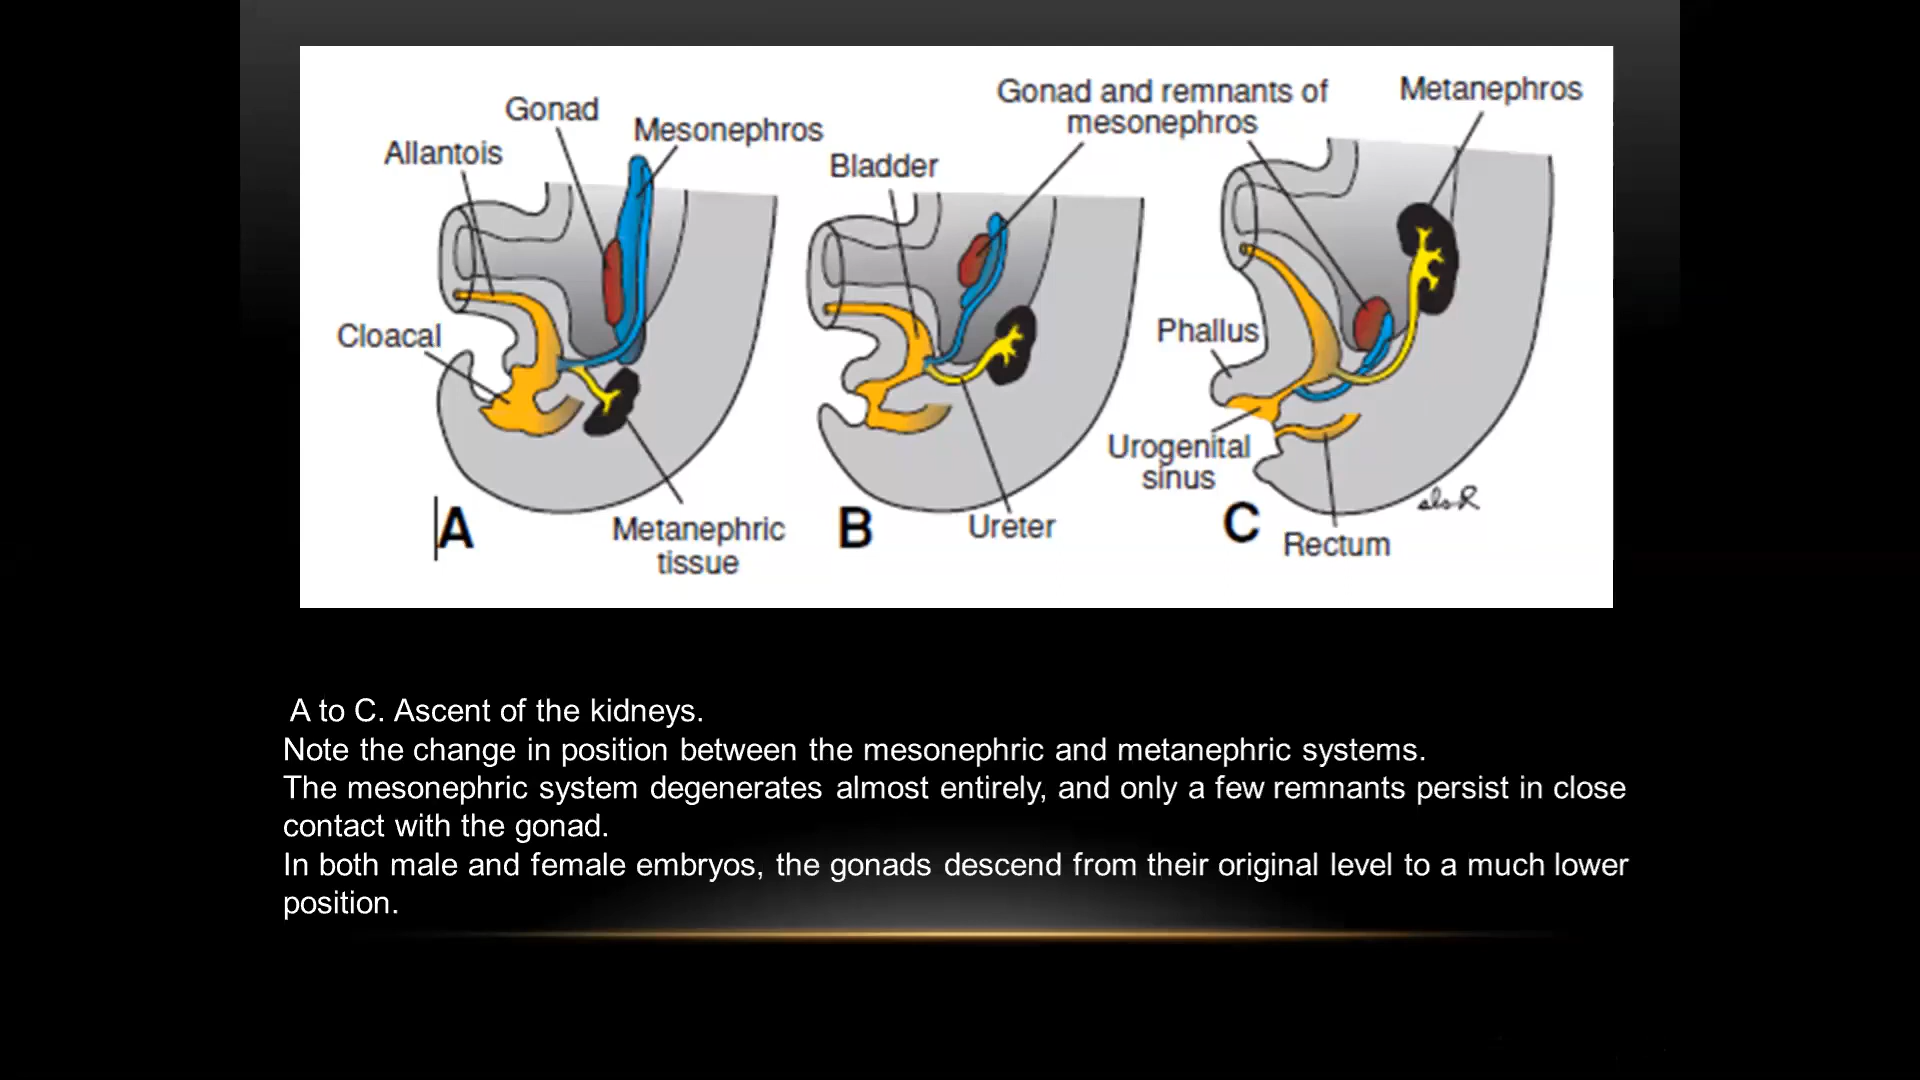 Gonad
Mesonephros
Allantois
Cloacal
Metanephric
tissue
A
Bladder
Gonad and remnants of
mesonephros
Ureter
B
Metanephros
Phallus
Urogenital
sinus
Rectum
C
A to C. Ascent of the kidneys.
Note the change in position between the mesonephric and metanephric systems.
The mesonephric system degenerates almost entirely, and only a few remnants persist in close
contact with the gonad.
In both male and female embryos, the gonads descend from their original level to a much lower
position.